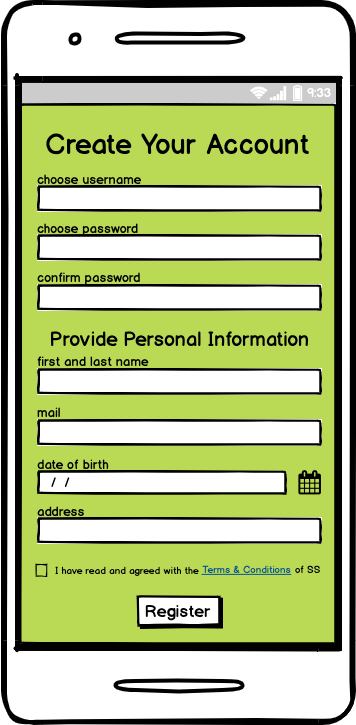 9:33
Create Your Account
choose username
choose password
confirm password
Provide Personal Information
first and last name
mail
date of birth
/ /
address
I have read and agreed with the Terms & Conditions of SS
Register